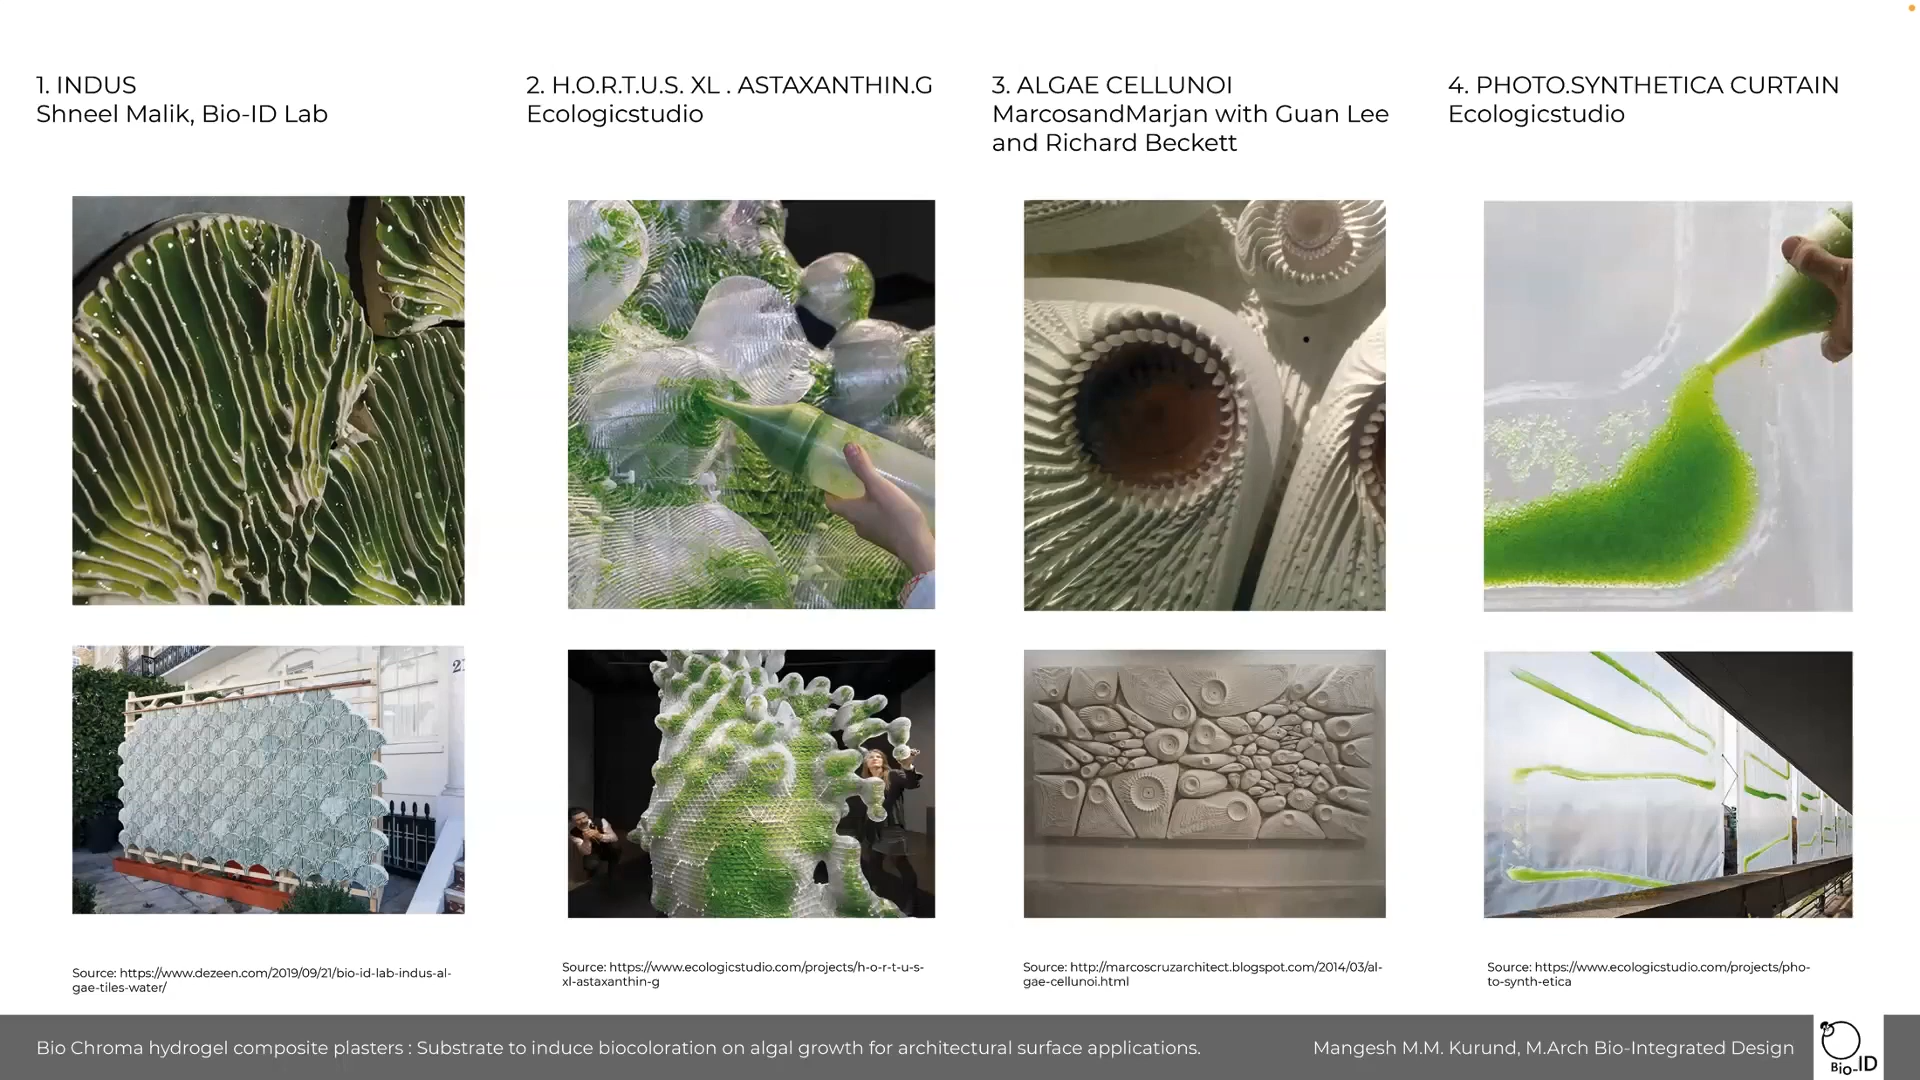 1. INDUS
Shneel Malik, Bio-ID Lab
2. H.O.R.T.U.S. XL . ASTAXANTHIN.G
Ecologicstudio
3. ALGAE CELLUNOI
MarcosandMarjan with Guan Lee
and Richard Beckett
4. PHOTO.SYNTHETICA CURTAIN
Ecologicstudio
Source: https://www.dezeen.com/2019/09/21/bio-id-lab-indus-al-
gae-tiles-water/
Source: https://www.ecologicstudio.com/projects/h-o-r-t-u-s-
xl-astaxanthin-g
Source: http://marcoscruzarchitect.blogspot.com/2014/03/al-
gae-cellunoi.html
Source: https://www.ecologicstudio.com/projects/pho-
to-synth-etica
Bio Chroma hydrogel composite plasters : Substrate to induce biocoloration on algal growth for architectural surface applications.
Mangesh M.M. Kurund, M.Arch Bio-Integrated Design
Bio-ID